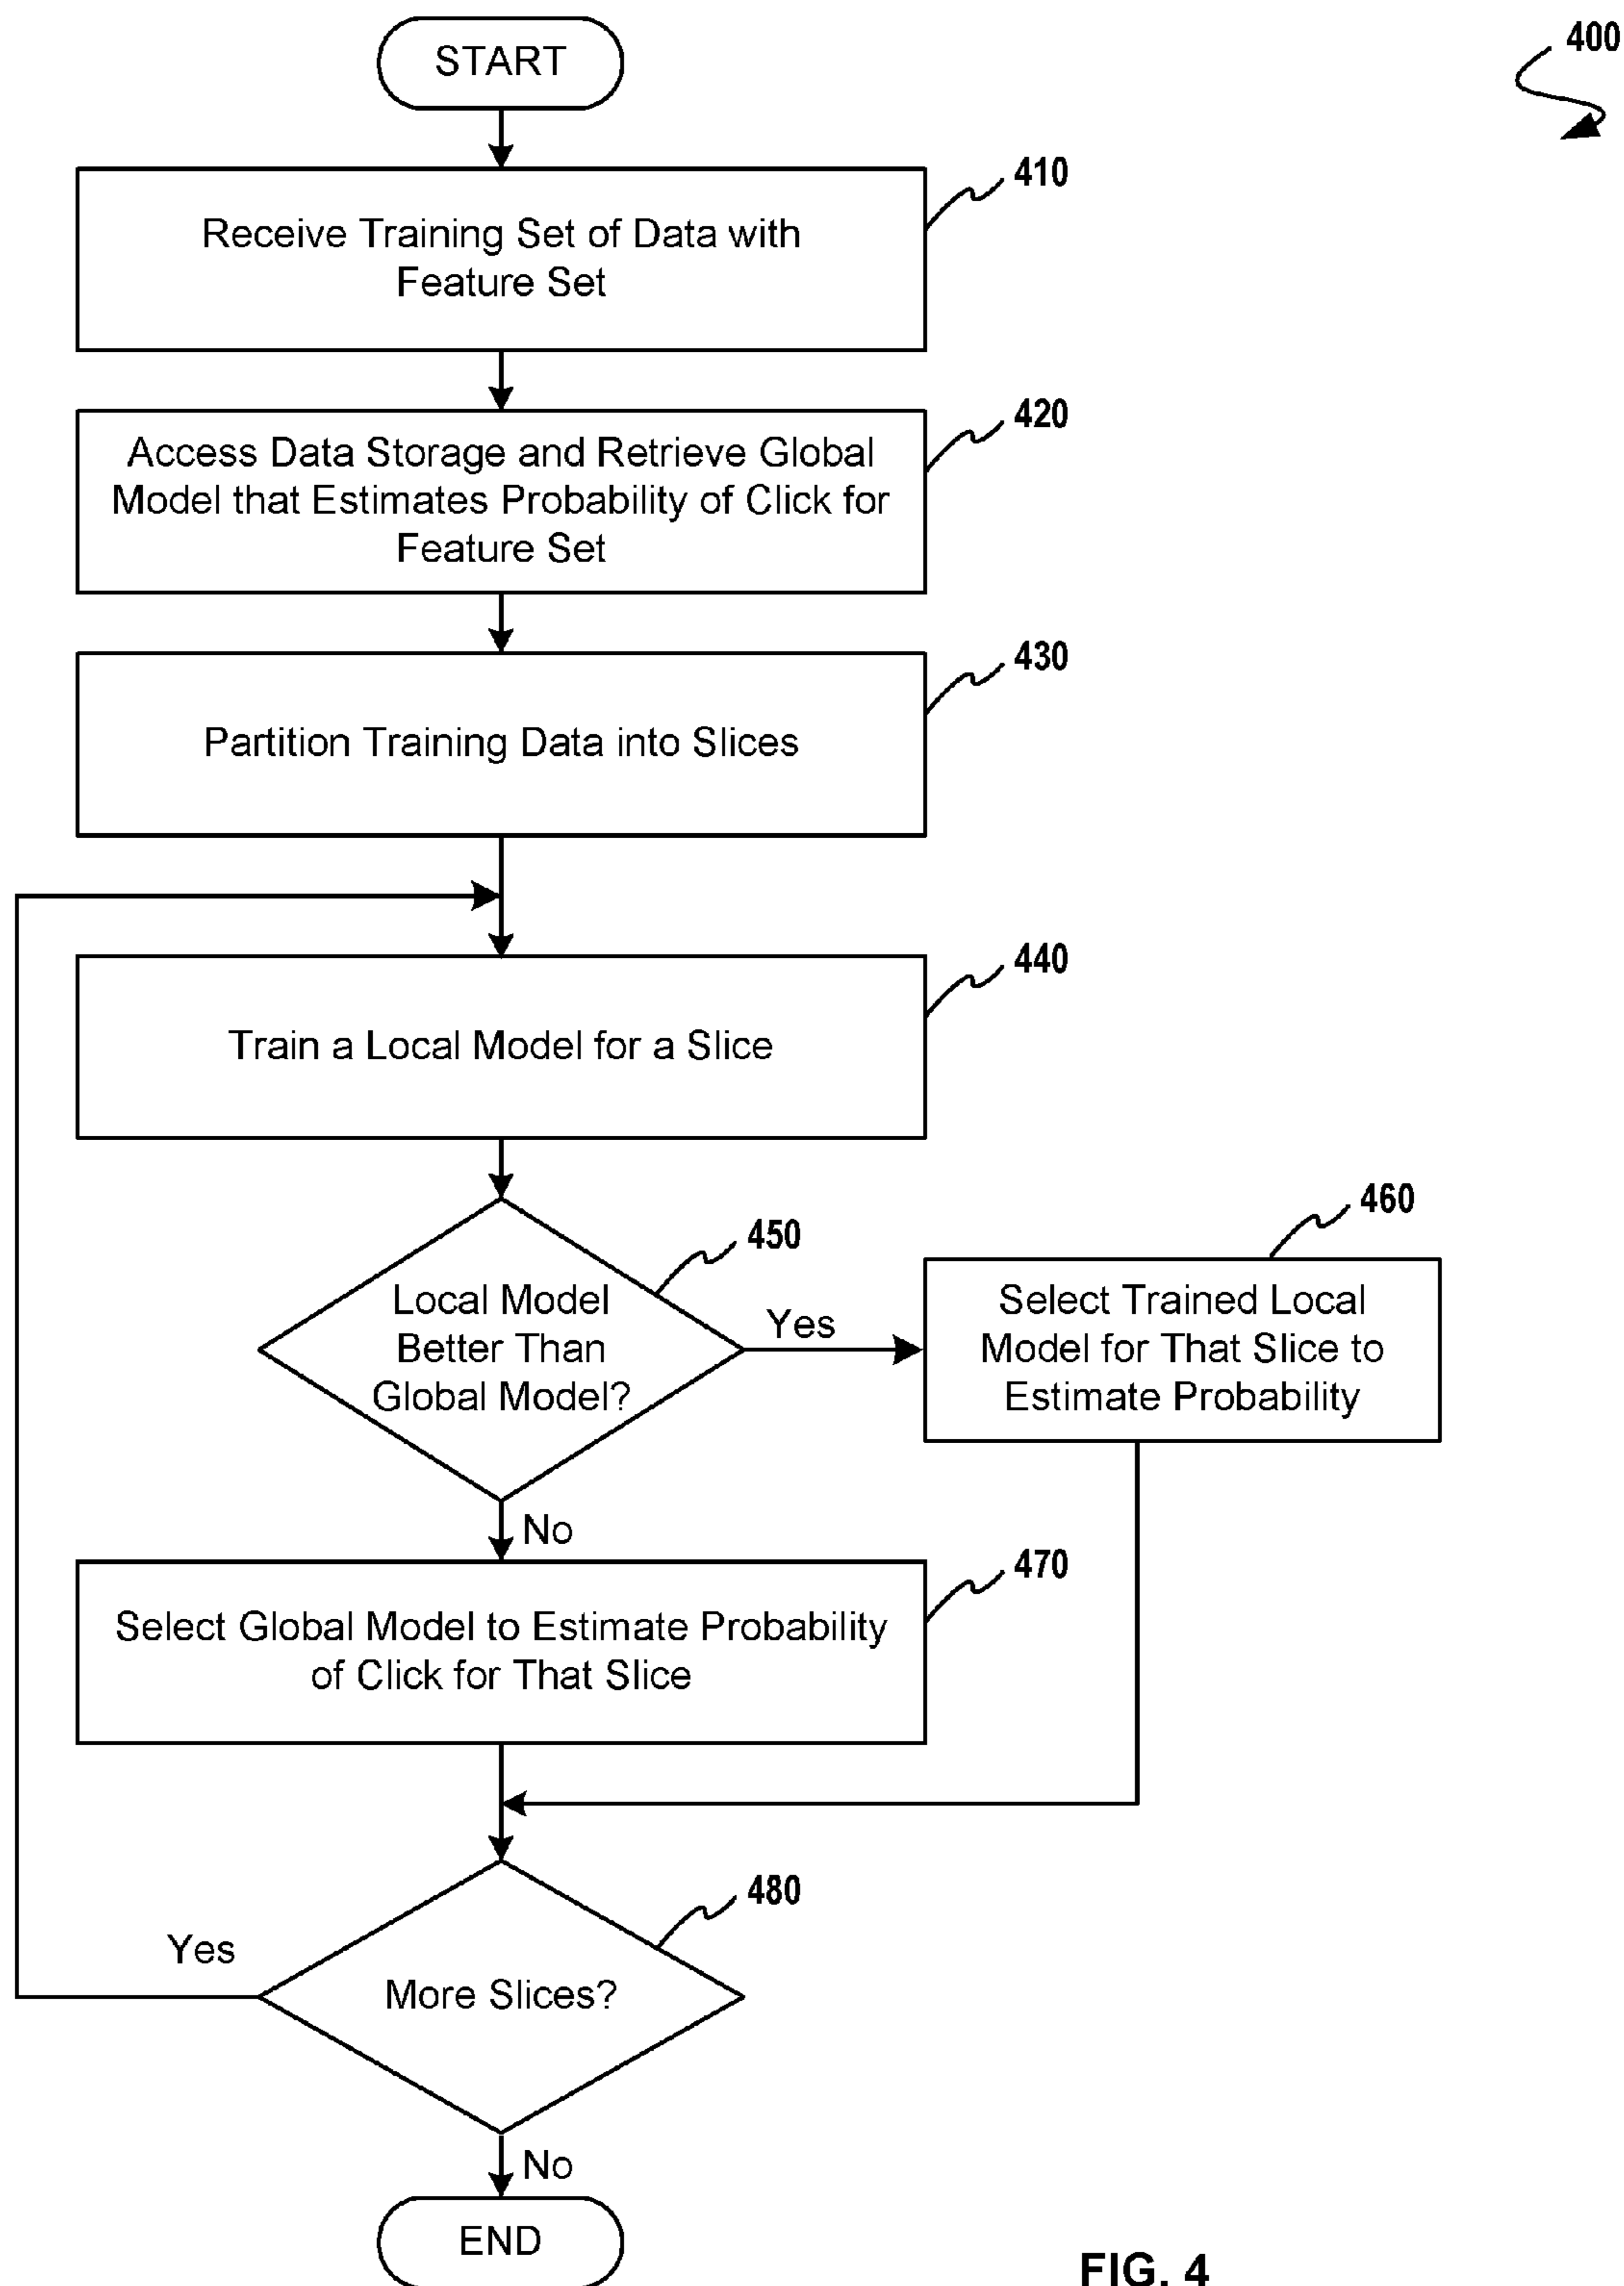 START
400
410
Receive Training Set of Data with
Feature Set
420
Access Data Storage and Retrieve Global
Model that Estimates Probability of Click for
Feature Set
430
Partition Training Data into Slices
440
Train a Local Model for a Slice
450
Local Model
Better Than
Global Model?
Yes
460
Select Trained Local
Model for That Slice to
Estimate Probability
No
470
Select Global Model to Estimate Probability
of Click for That Slice
480
Yes
More Slices?
No
END
FIG. 4